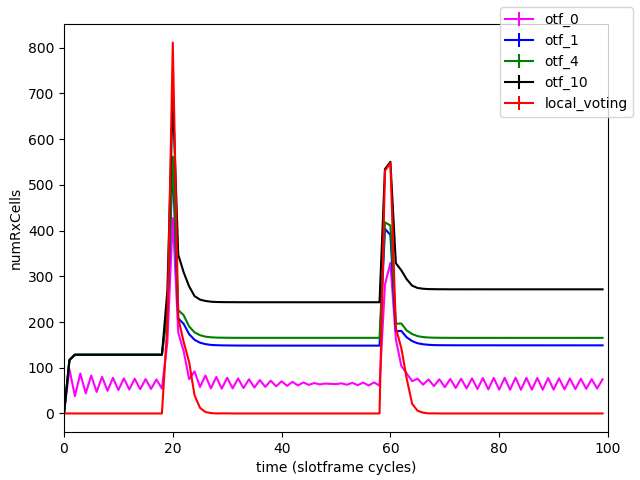 otf_0
otf_1
otf_4
otf_10
local_voting
800
700
600
500
400
300
200
100
0
numRxCells
0 20 40 60 80 100
time (slotframe cycles)